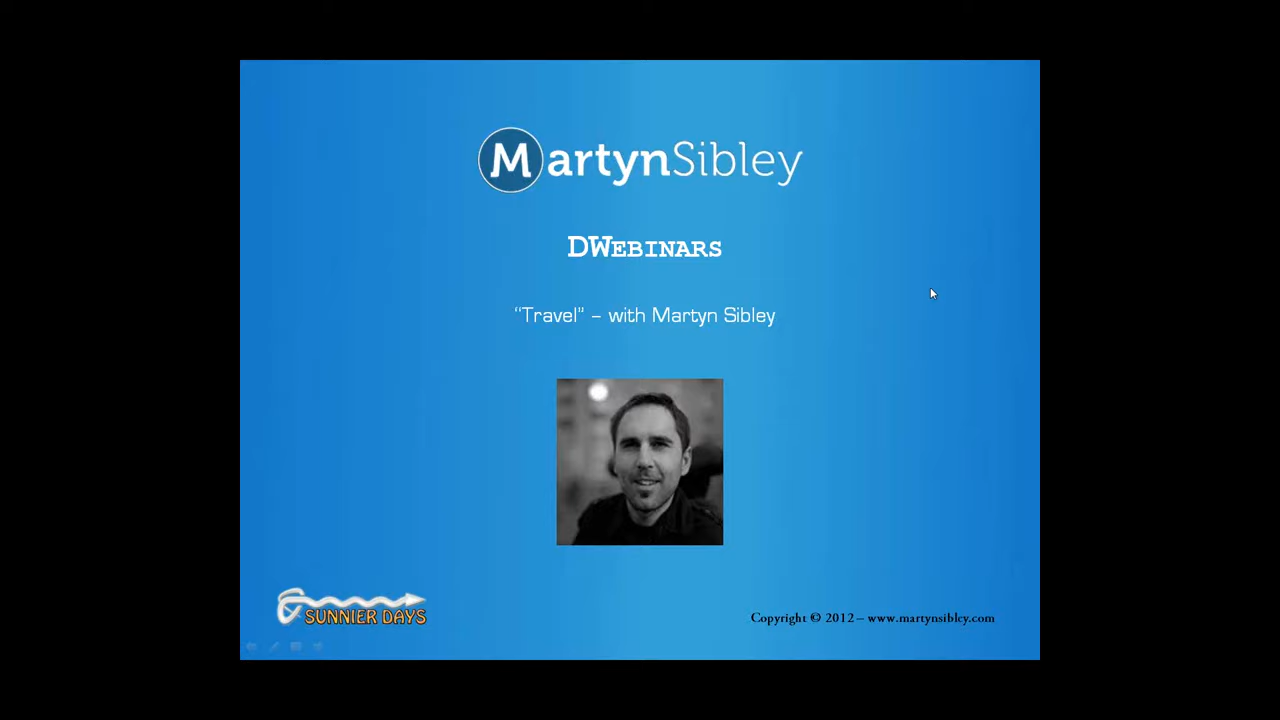 MartynSibley
DWEBINARS
“Travel” – with Martyn Sibley
SUNNIER DAYS
Copyright © 2012 – www.martynsibley.com